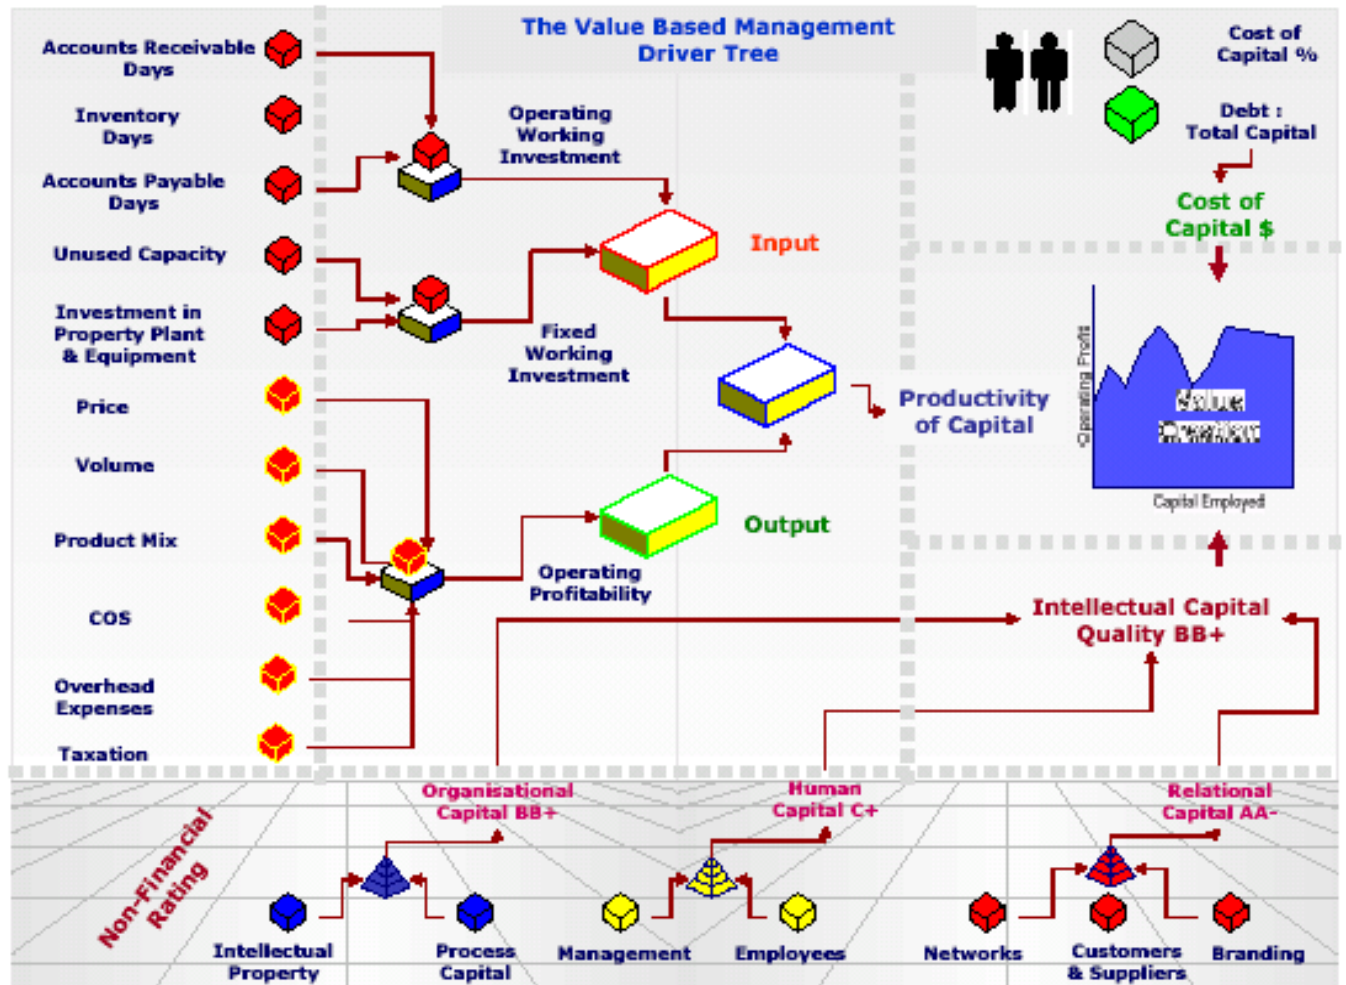 The Value Based Management
Driver Tree
Accounts Receivable
Days
Inventory
Days
Accounts Payable
Days
Unused Capacity
Investment in
Property Plant
& Equipment
Price
Volume
Product Mix
COS
Overhead
Expenses
Taxation
Operating
Working
Investment
Fixed
Working
Investment
Operating
Profitability
Input
Output
Productivity
of Capital
Cost of
Capital %
Debt :
Total Capital
Cost of
Capital $
Operating Profit
Value
Creation
Capital Employed
Intellectual Capital
Quality BB+
Non-Financial
Rating
Organisational
Capital BB+
Human
Capital C+
Relational
Capital AA-
Intellectual
Property
Process
Capital
Management
Employees
Networks
Customers
& Suppliers
Branding